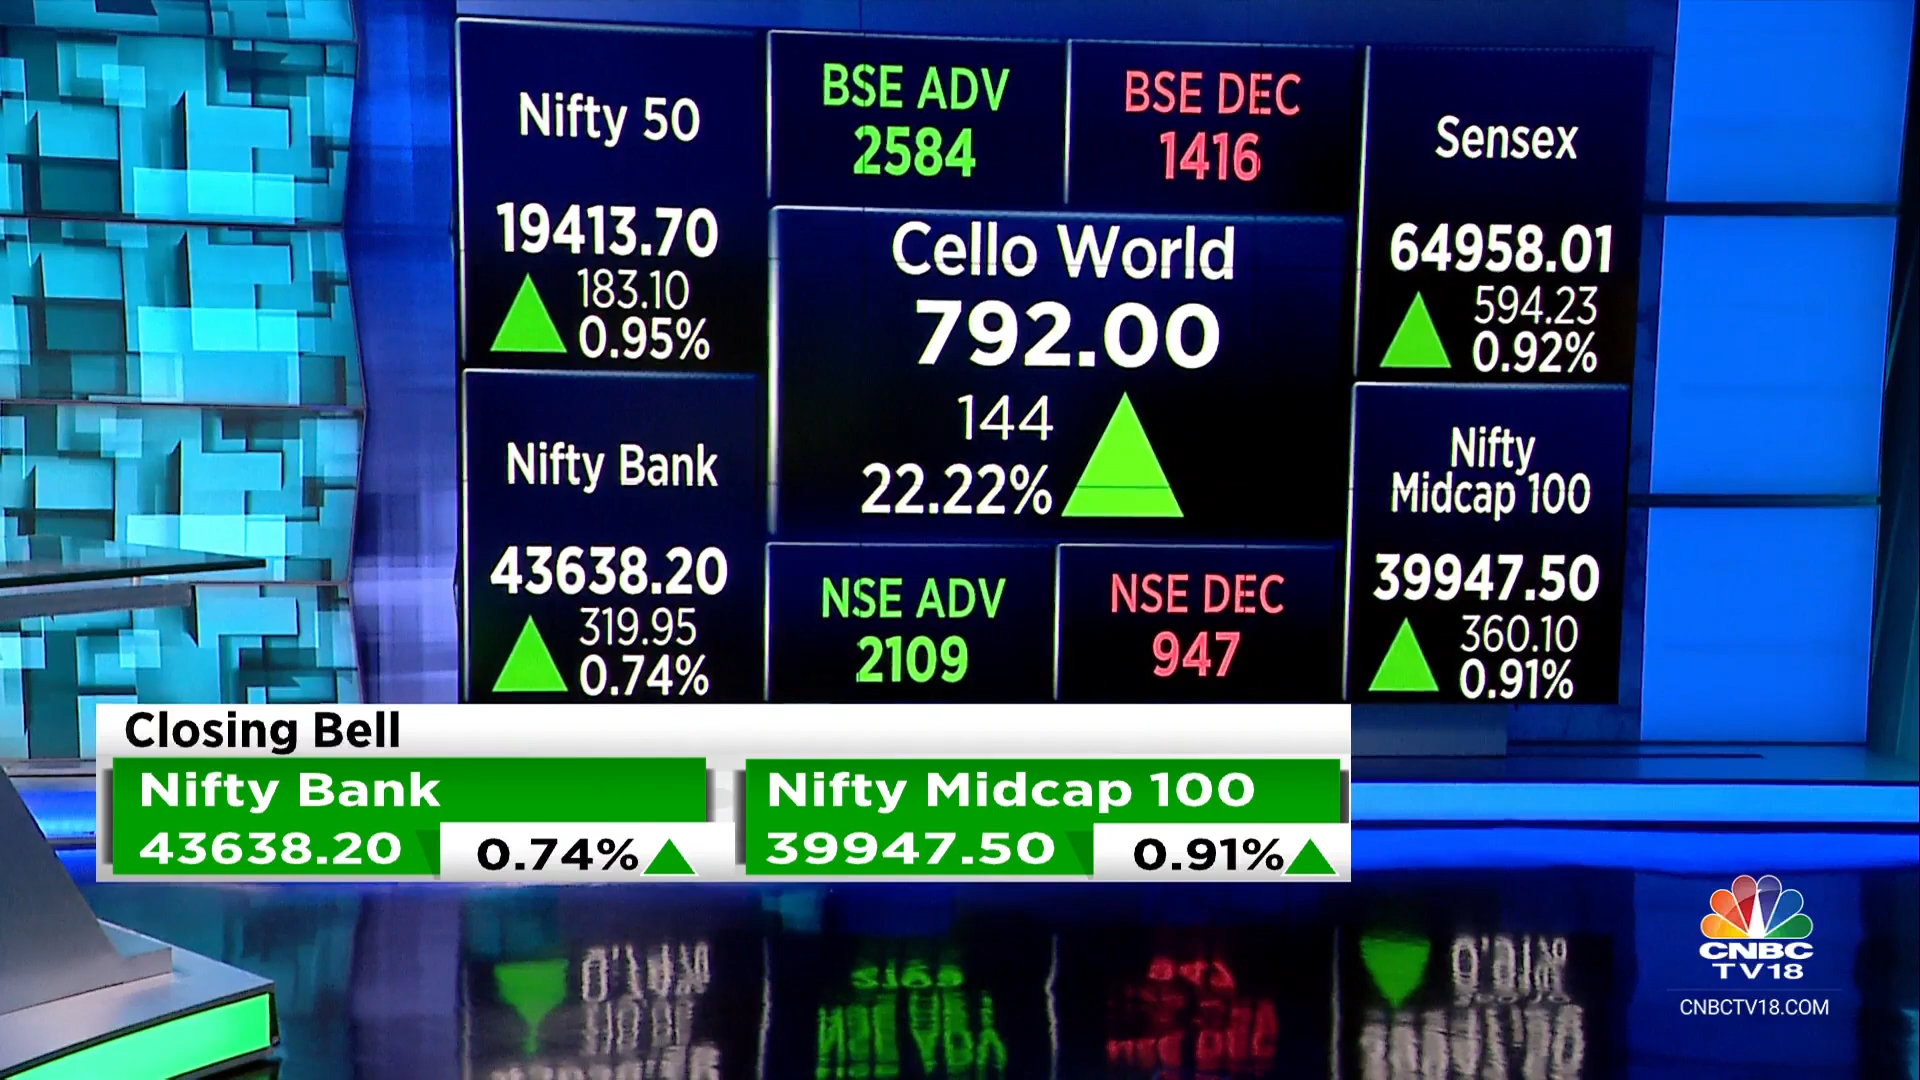 Nifty 50
19413.70
183.10
0.95%
BSE ADV
2584
BSE DEC
1416
Sensex
64958.01
594.23
0.92%
Cello World
792.00
144
22.22%
Nifty Bank
43638.20
319.95
0.74%
NSE ADV
2109
NSE DEC
947
Nifty
Midcap 100
39947.50
360.10
0.91%
Closing Bell
Nifty Bank
43638.20
0.74%
Nifty Midcap 100
39947.50
0.91%
CNBC
TV18
CNBCTV18.COM